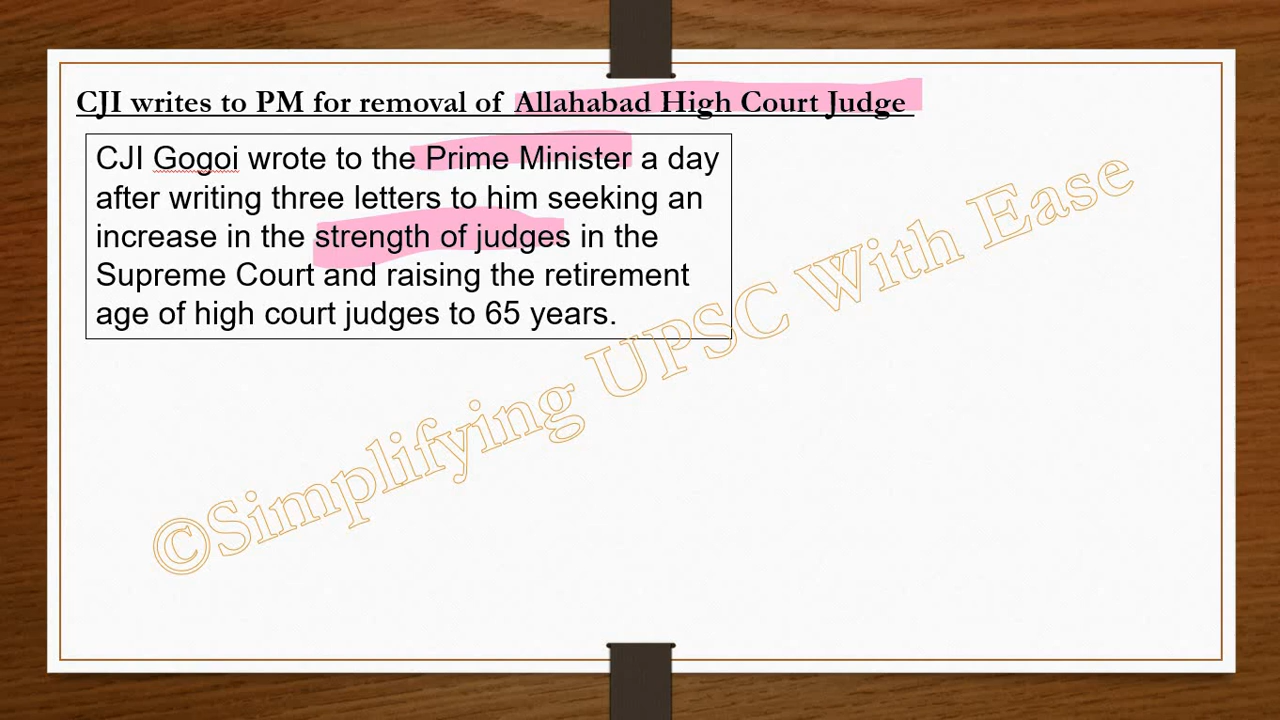 CJI writes to PM for removal of Allahabad High Court Judge
CJI Gogoi wrote to the Prime Minister a day
after writing three letters to him seeking an
increase in the strength of judges in the
Supreme Court and raising the retirement
age of high court judges to 65 years.
©Simplifying UPSC With Ease